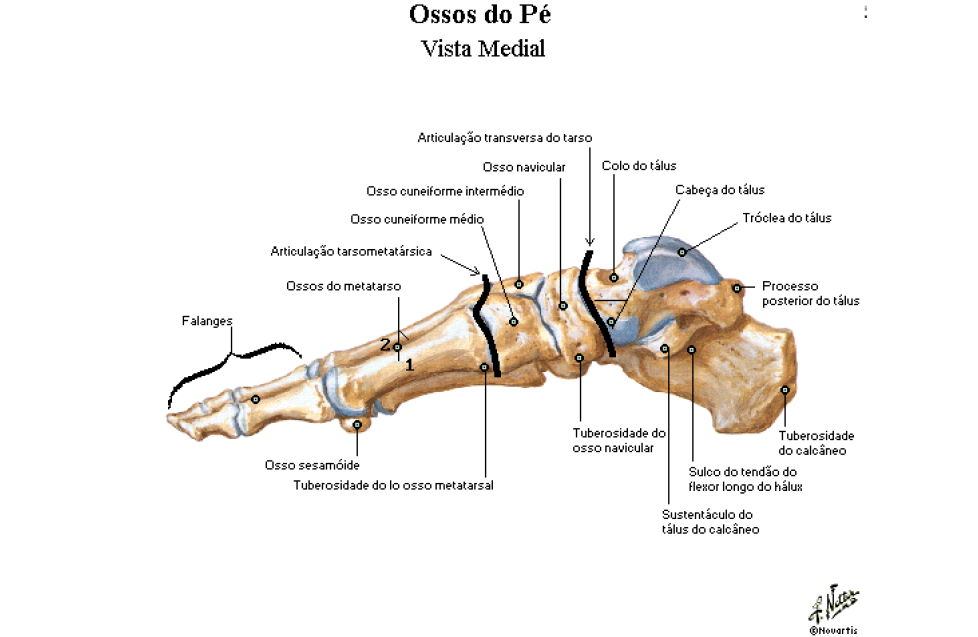 Ossos do Pé
Vista Medial
Articulação transversa do tarso
Osso navicular
Colo do tálus
Osso cuneiforme intermédio
Cabeça do tálus
Osso cuneiforme médio
Tróclea do tálus
Articulação tarsometatársica
Ossos do metatarso
Processo
posterior do tálus
Falanges
2
1
Tuberosidade do
osso navicular
Tuberosidade
do calcâneo
Osso sesamóide
Sulco do tendão do
flexor longo do hálux
Tuberosidade do lo osso metatarsal
Sustentáculo do
tálus do calcâneo
©Novartis